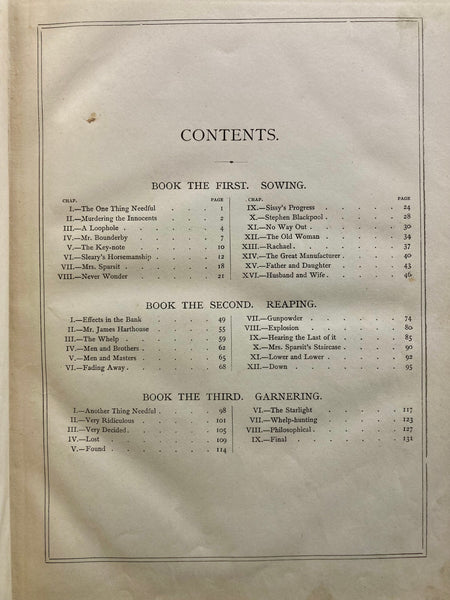 CONTENTS.
BOOK THE FIRST. SOWING.
CHAP. PAGE
I.—The One Thing Needful . . 1
II.—Murdering the Innocents . . . 2
III.—A Loophole . . . . . 4
IV.—Mr. Bounderby . . . . 7
V.—The Key-note . . . . 10
VI.—Sleary's Horsemanship . . . 12
VII.—Mrs. Sparsit . . . . 18
VIII.—Never Wonder . . . . 21
CHAP. PAGE
IX.—Sissy's Progress . . . . 24
X.—Stephen Blackpool . . . . 28
XI.—No Way Out . . . . 30
XII.—The Old Woman . . . . 34
XIII.—Rachael . . . . . 37
XIV.—The Great Manufacturer . . . 40
XV.—Father and Daughter . . . 43
XVI.—Husband and Wife . . . . 46
BOOK THE SECOND. REAPING.
I.—Effects in the Bank . . . . 49
II.—Mr. James Harthouse . . . 55
III.—The Whelp . . . . . 59
IV.—Men and Brothers . . . . 62
V.—Men and Masters . . . . 65
VI.—Fading Away . . . . . 68
VII.—Gunpowder . . . . . 74
VIII.—Explosion . . . . . 80
IX.—Hearing the Last of it . . . 85
X.—Mrs. Sparsit's Staircase . . . 90
XI.—Lower and Lower . . . . 92
XII.—Down . . . . . . 95
BOOK THE THIRD. GARNERING.
I.—Another Thing Needful . . . 98
II.—Very Ridiculous . . . . 101
III.—Very Decided . . . . . 105
IV.—Lost . . . . . . 109
V.—Found . . . . . . 114
VI.—The Starlight . . . . 117
VII.—Whelp-hunting . . . . 123
VIII.—Philosophical . . . . . 127
IX.—Final . . . . . . 131